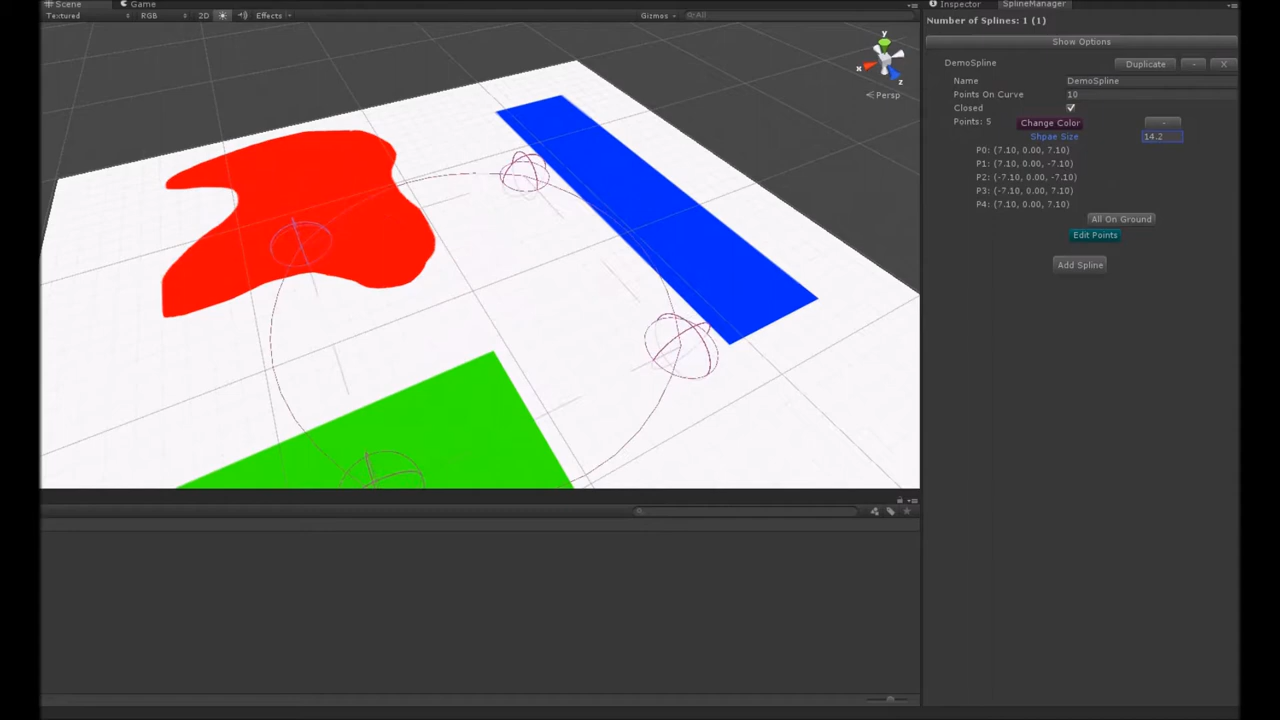 Scene Game
Textured RGB 2D Effects Gizmos All
y
x
z
Persp
Inspector SplineManager
Number of Splines: 1 (1)
Show Options
DemoSpline Duplicate - X
Name DemoSpline
Points On Curve 10
Closed
Points: 5 Change Color -
Shpae Size 14.2
P0: (7.10, 0.00, 7.10)
P1: (7.10, 0.00, -7.10)
P2: (-7.10, 0.00, -7.10)
P3: (-7.10, 0.00, 7.10)
P4: (7.10, 0.00, 7.10)
All On Ground
Edit Points
Add Spline